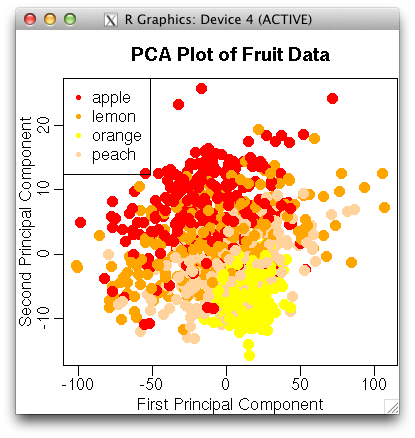 R Graphics: Device 4 (ACTIVE)
PCA Plot of Fruit Data
apple
lemon
orange
peach
Second Principal Component
20
10
0
-10
-100 -50 0 50 100
First Principal Component